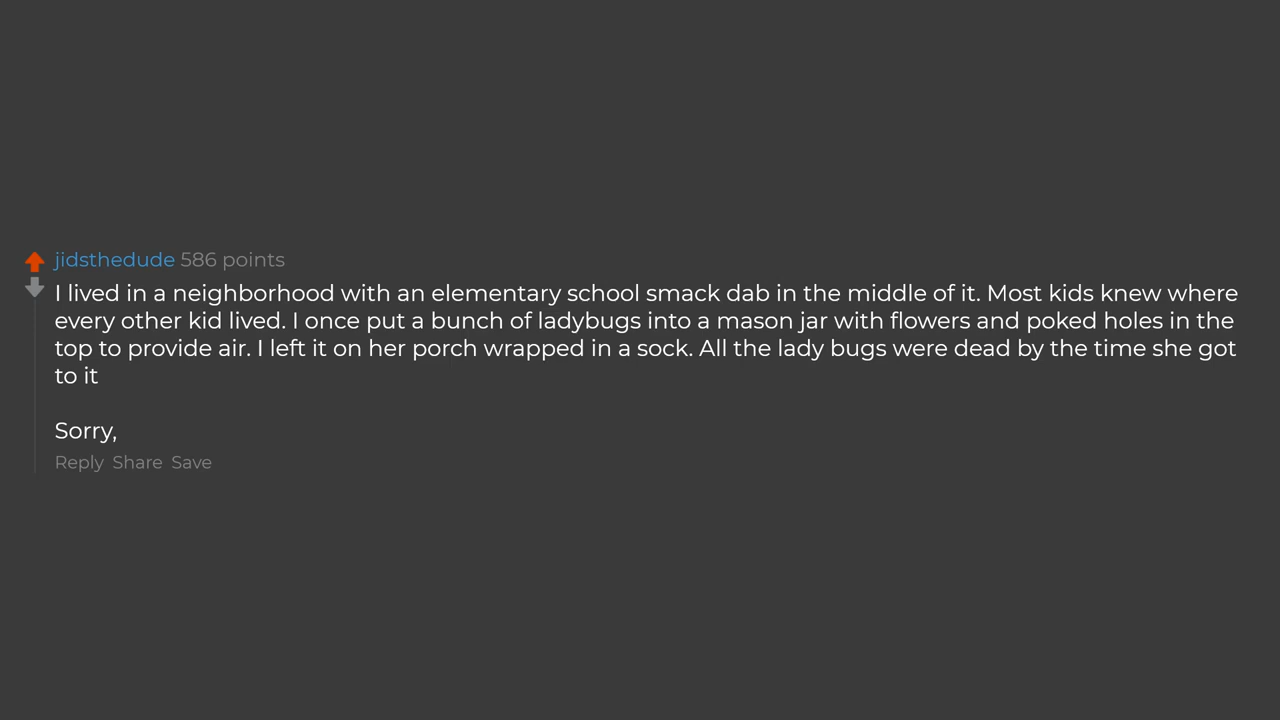 jidsthedude 586 points
I lived in a neighborhood with an elementary school smack dab in the middle of it. Most kids knew where
every other kid lived. I once put a bunch of ladybugs into a mason jar with flowers and poked holes in the
top to provide air. I left it on her porch wrapped in a sock. All the lady bugs were dead by the time she got
to it
Sorry,
Reply Share Save